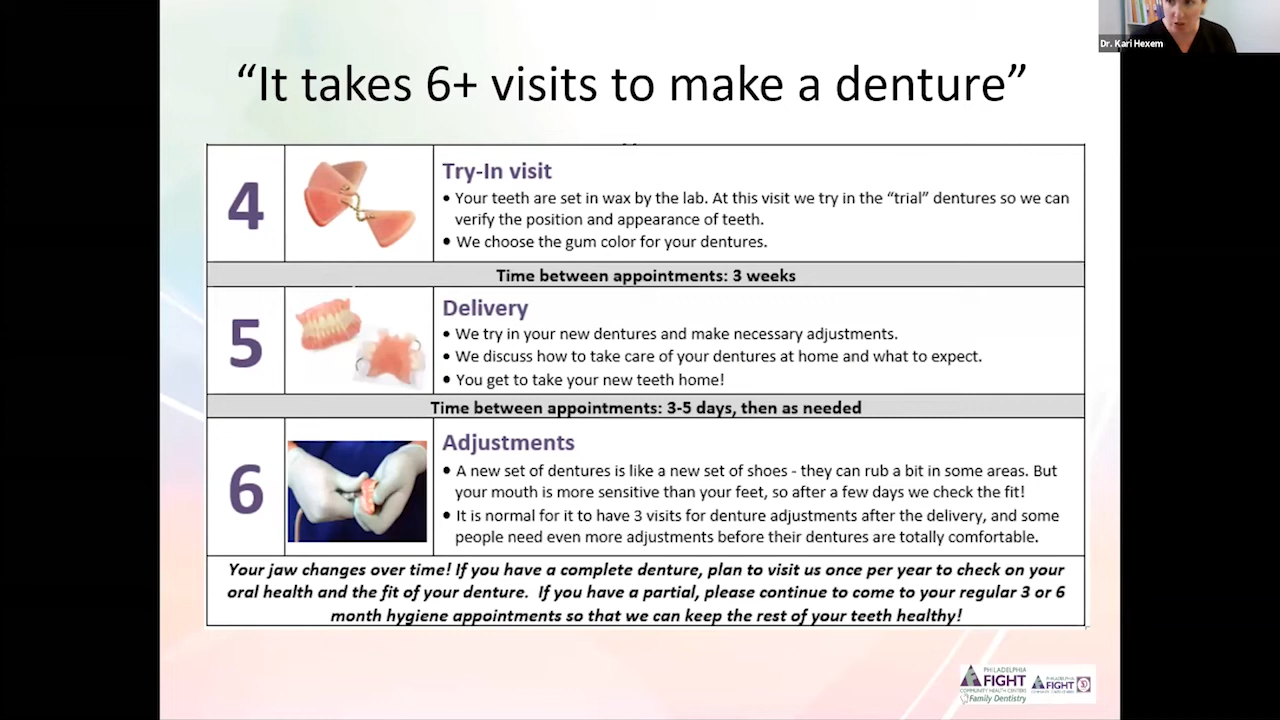 Dr. Kari Hexem
“It takes 6+ visits to make a denture”
4
Try-In visit
• Your teeth are set in wax by the lab. At this visit we try in the “trial” dentures so we can
verify the position and appearance of teeth.
• We choose the gum color for your dentures.
Time between appointments: 3 weeks
5
Delivery
• We try in your new dentures and make necessary adjustments.
• We discuss how to take care of your dentures at home and what to expect.
• You get to take your new teeth home!
Time between appointments: 3-5 days, then as needed
6
Adjustments
• A new set of dentures is like a new set of shoes - they can rub a bit in some areas. But
your mouth is more sensitive than your feet, so after a few days we check the fit!
• It is normal for it to have 3 visits for denture adjustments after the delivery, and some
people need even more adjustments before their dentures are totally comfortable.
Your jaw changes over time! If you have a complete denture, plan to visit us once per year to check on your
oral health and the fit of your denture. If you have a partial, please continue to come to your regular 3 or 6
month hygiene appointments so that we can keep the rest of your teeth healthy!
PHILADELPHIA
FIGHT
COMMUNITY HEALTH CENTERS
Family Dentistry
PHILADELPHIA
FIGHT